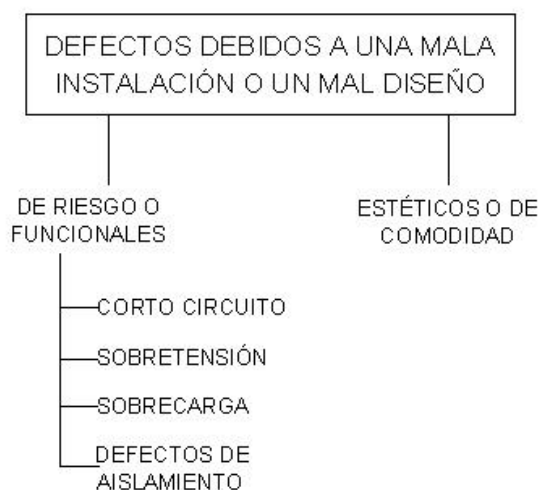 DEFECTOS DEBIDOS A UNA MALA
INSTALACIÓN O UN MAL DISEÑO
DE RIESGO O
FUNCIONALES
ESTÉTICOS O DE
COMODIDAD
CORTO CIRCUITO
SOBRETENSIÓN
SOBRECARGA
DEFECTOS DE
AISLAMIENTO